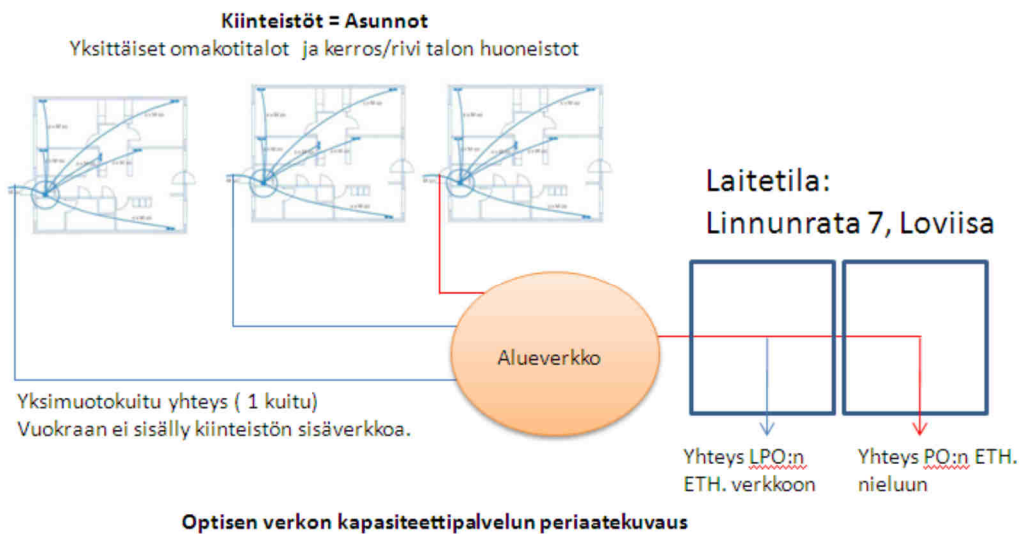 Kiinteistöt = Asunnot
Yksittäiset omakotitalot ja kerros/rivi talon huoneistot
Laitetila:
Linnunrata 7, Loviisa
Alueverkko
Yksimuotokuitu yhteys ( 1 kuitu)
Vuokraan ei sisälly kiinteistön sisäverkkoa.
Yhteys LPO:n
ETH. verkkoon
Yhteys PO:n ETH.
nieluun
Optisen verkon kapasiteettipalvelun periaatekuvaus